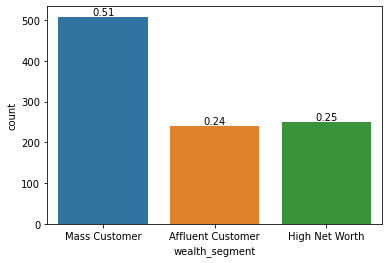 0.51
500
400
300
0.24
0.25
200
100
0
count
Mass Customer
Affluent Customer
High Net Worth
wealth_segment